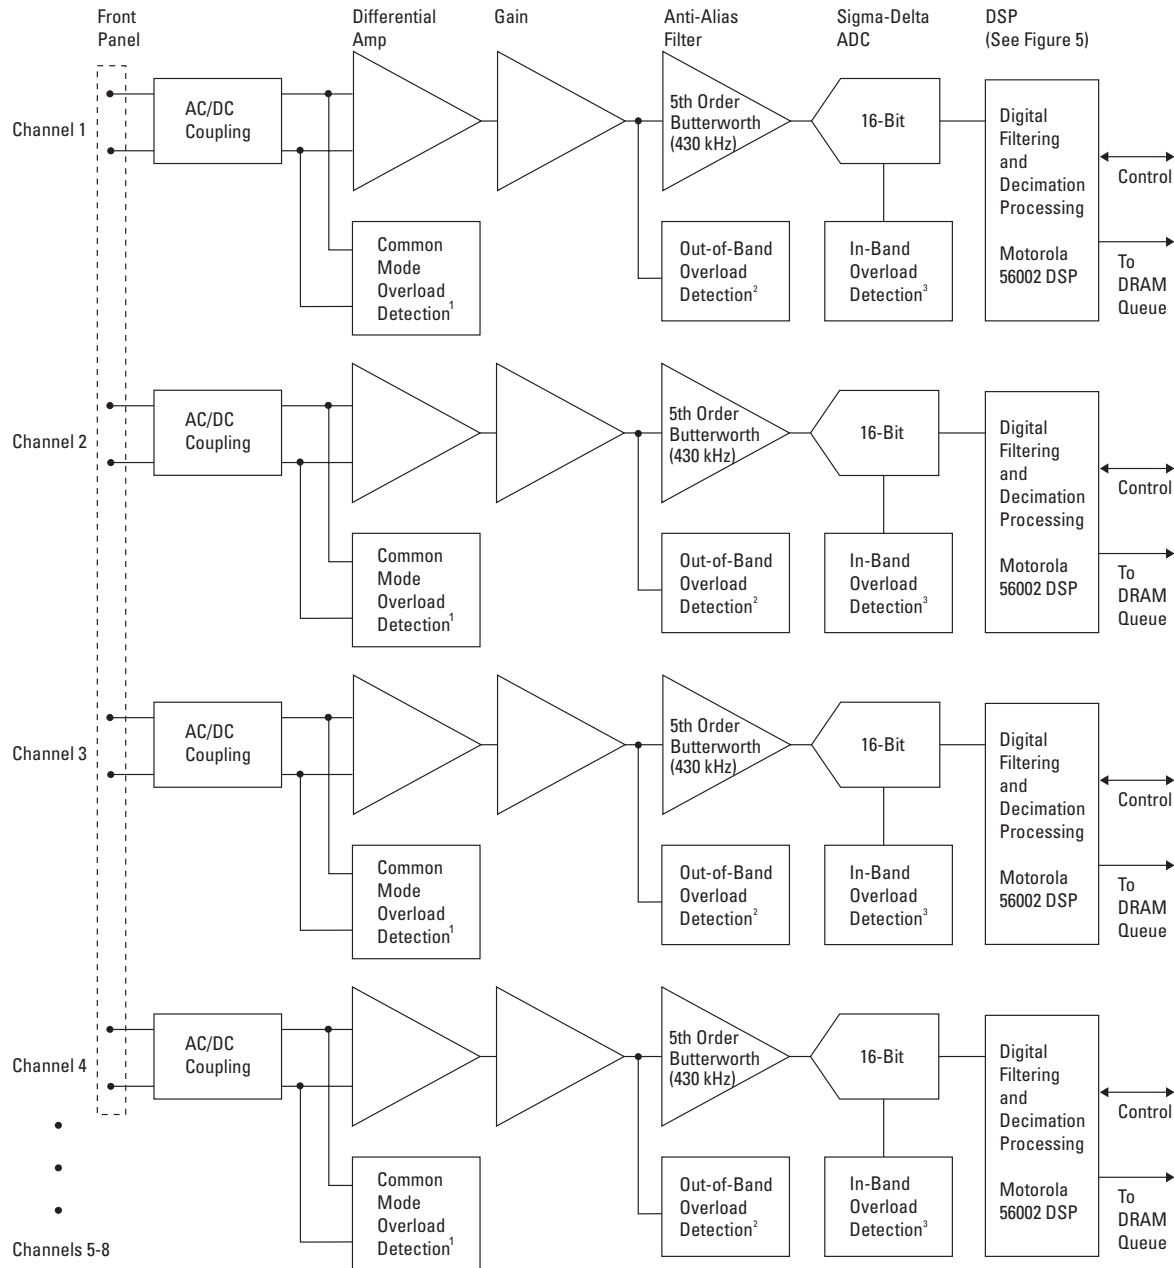 Front
Panel
Differential
Amp
Gain
Anti-Alias
Filter
Sigma-Delta
ADC
DSP
(See Figure 5)
Channel 1
AC/DC
Coupling
Common
Mode
Overload
Detection¹
5th Order
Butterworth
(430 kHz)
Out-of-Band
Overload
Detection²
16-Bit
In-Band
Overload
Detection³
Digital
Filtering
and
Decimation
Processing
Motorola
56002 DSP
Control
To
DRAM
Queue
Channel 2
AC/DC
Coupling
Common
Mode
Overload
Detection¹
5th Order
Butterworth
(430 kHz)
Out-of-Band
Overload
Detection²
16-Bit
In-Band
Overload
Detection³
Digital
Filtering
and
Decimation
Processing
Motorola
56002 DSP
Control
To
DRAM
Queue
Channel 3
AC/DC
Coupling
Common
Mode
Overload
Detection¹
5th Order
Butterworth
(430 kHz)
Out-of-Band
Overload
Detection²
16-Bit
In-Band
Overload
Detection³
Digital
Filtering
and
Decimation
Processing
Motorola
56002 DSP
Control
To
DRAM
Queue
Channel 4
AC/DC
Coupling
Common
Mode
Overload
Detection¹
5th Order
Butterworth
(430 kHz)
Out-of-Band
Overload
Detection²
16-Bit
In-Band
Overload
Detection³
Digital
Filtering
and
Decimation
Processing
Motorola
56002 DSP
Control
To
DRAM
Queue
Channels 5-8